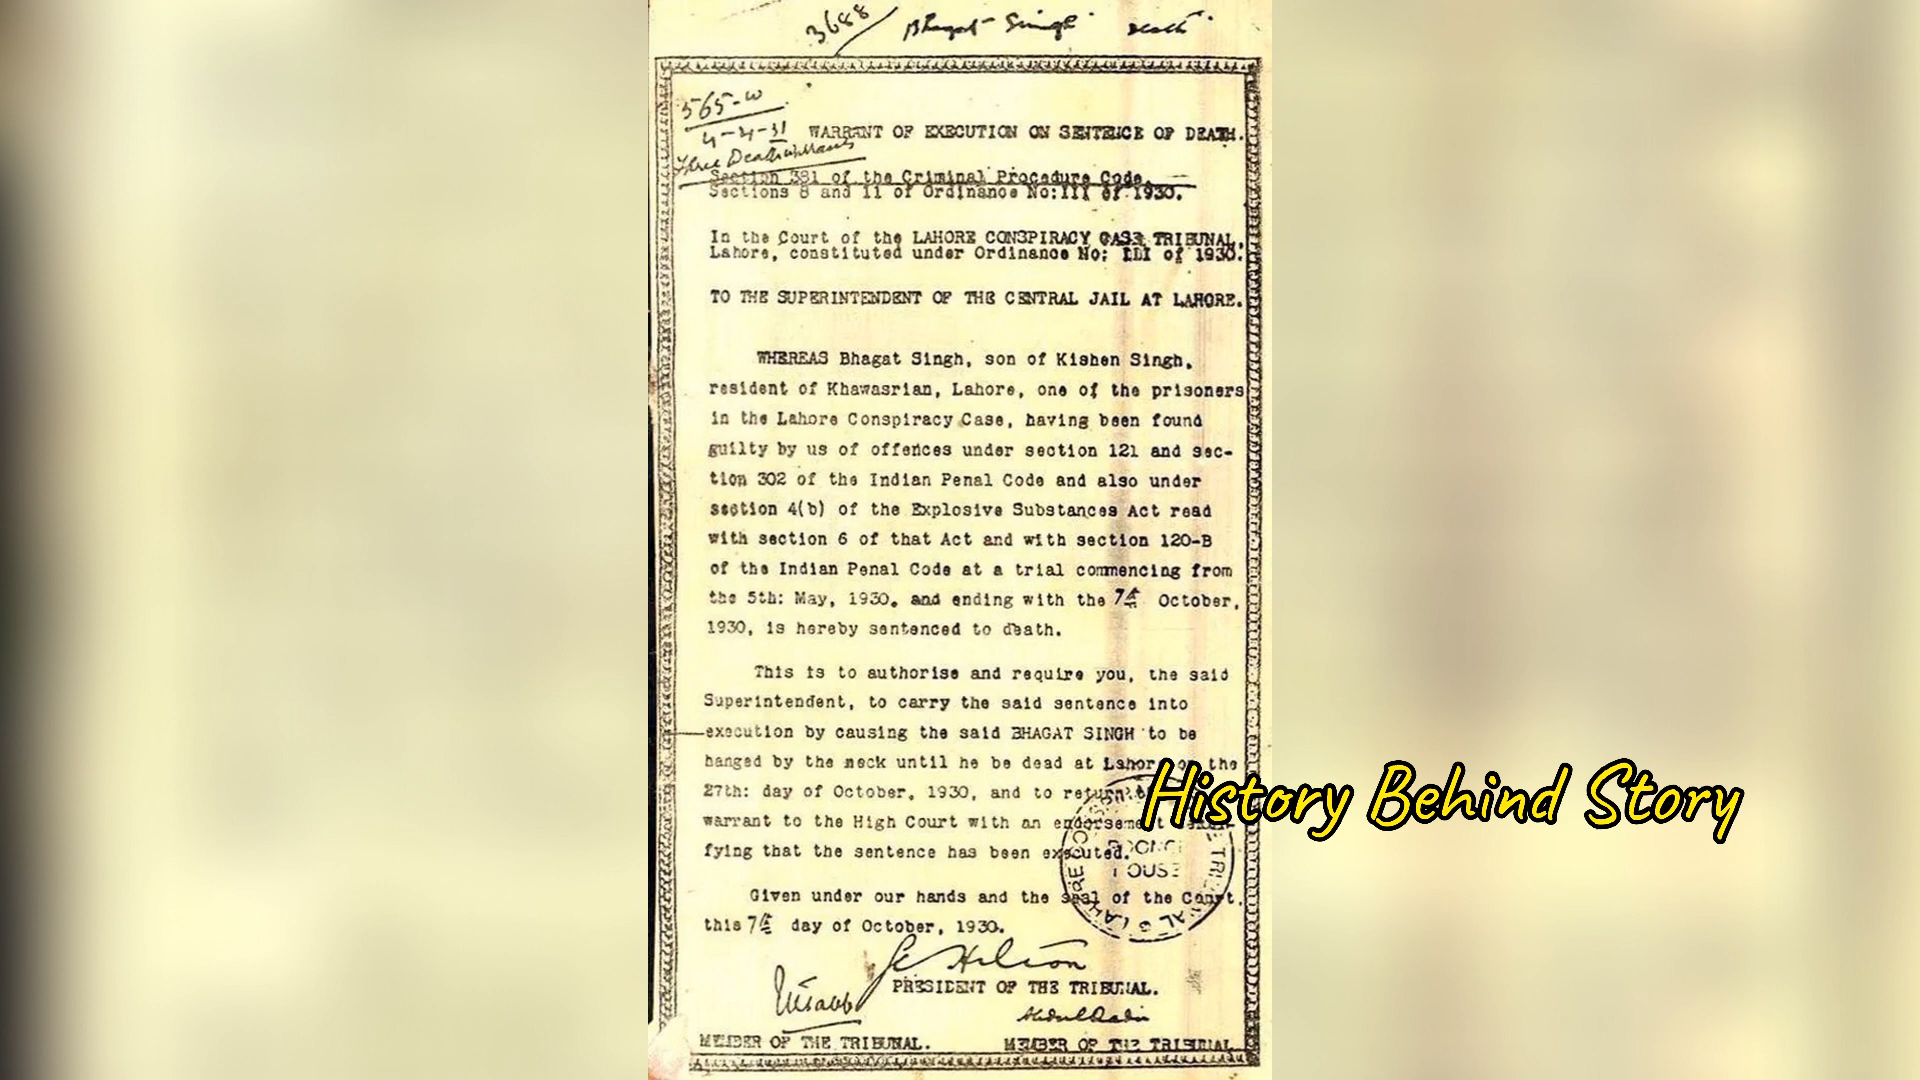 3688
Bhagat Singh
565-W
4-4-31
Three Death Warrants
WARRANT OF EXECUTION ON SENTENCE OF DEATH.
Section 381 of the Criminal Procedure Code.
Sections 8 and 11 of Ordinance No:III of 1930.
In the Court of the LAHORE CONSPIRACY CASE TRIBUNAL,
Lahore, constituted under Ordinance No: III of 1930.
TO THE SUPERINTENDENT OF THE CENTRAL JAIL AT LAHORE.
WHEREAS Bhagat Singh, son of Kishen Singh,
resident of Khawasrian, Lahore, one of the prisoners
in the Lahore Conspiracy Case, having been found
guilty by us of offences under section 121 and sec-
tion 302 of the Indian Penal Code and also under
section 4(b) of the Explosive Substances Act read
with section 6 of that Act and with section 120-B
of the Indian Penal Code at a trial commencing from
the 5th: May, 1930, and ending with the 7th October,
1930, is hereby sentenced to death.
This is to authorise and require you, the said
Superintendent, to carry the said sentence into
execution by causing the said BHAGAT SINGH to be
hanged by the neck until he be dead at Lahore on the
27th: day of October, 1930, and to return
warrant to the High Court with an endorsement
fying that the sentence has been executed.
History Behind Story
Given under our hands and the seal of the Court,
this 7th day of October, 1930.
PRESIDENT OF THE TRIBUNAL.
MEMBER OF THE TRIBUNAL.
MEMBER OF THE TRIBUNAL